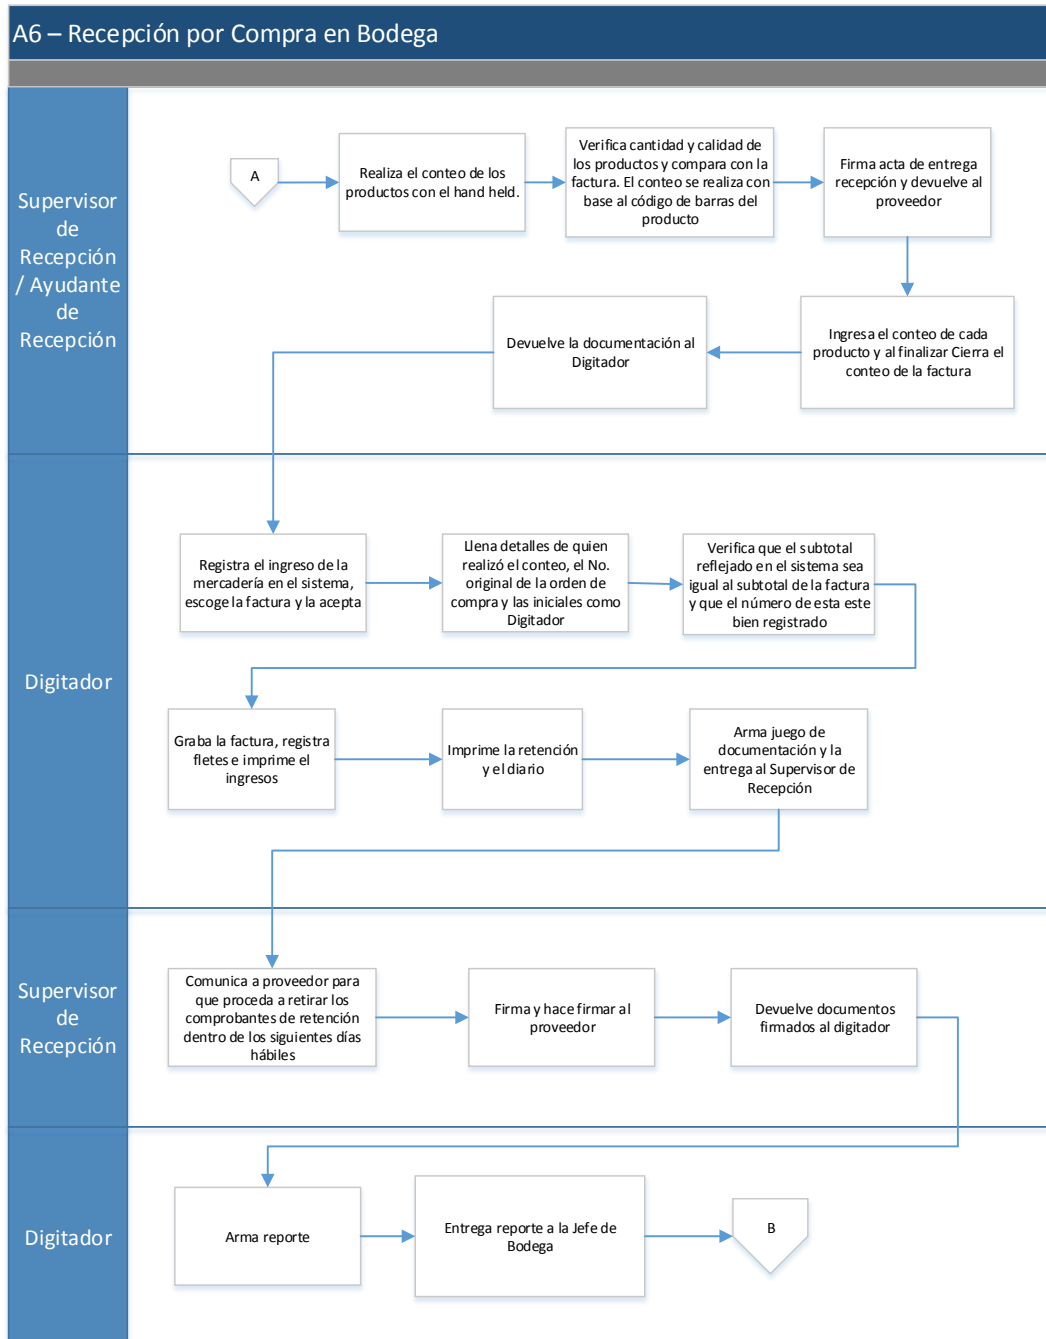 A6 – Recepción por Compra en Bodega
Supervisor
de
Recepción
/ Ayudante
de
Recepción
A
Realiza el conteo de los
productos con el hand held.
Verifica cantidad y calidad de
los productos y compara con la
factura. El conteo se realiza con
base al código de barras del
producto
Firma acta de entrega
recepción y devuelve al
proveedor
Devuelve la documentación al
Digitador
Ingresa el conteo de cada
producto y al finalizar Cierra el
conteo de la factura
Digitador
Registra el ingreso de la
mercadería en el sistema,
escoge la factura y la acepta
Llena detalles de quien
realizó el conteo, el No.
original de la orden de
compra y las iniciales como
Digitador
Verifica que el subtotal
reflejado en el sistema sea
igual al subtotal de la factura
y que el número de esta este
bien registrado
Graba la factura, registra
fletes e imprime el
ingresos
Imprime la retención
y el diario
Arma juego de
documentación y la
entrega al Supervisor de
Recepción
Supervisor
de
Recepción
Comunica a proveedor para
que proceda a retirar los
comprobantes de retención
dentro de los siguientes días
hábiles
Firma y hace firmar al
proveedor
Devuelve documentos
firmados al digitador
Digitador
Arma reporte
Entrega reporte a la Jefe de
Bodega
B